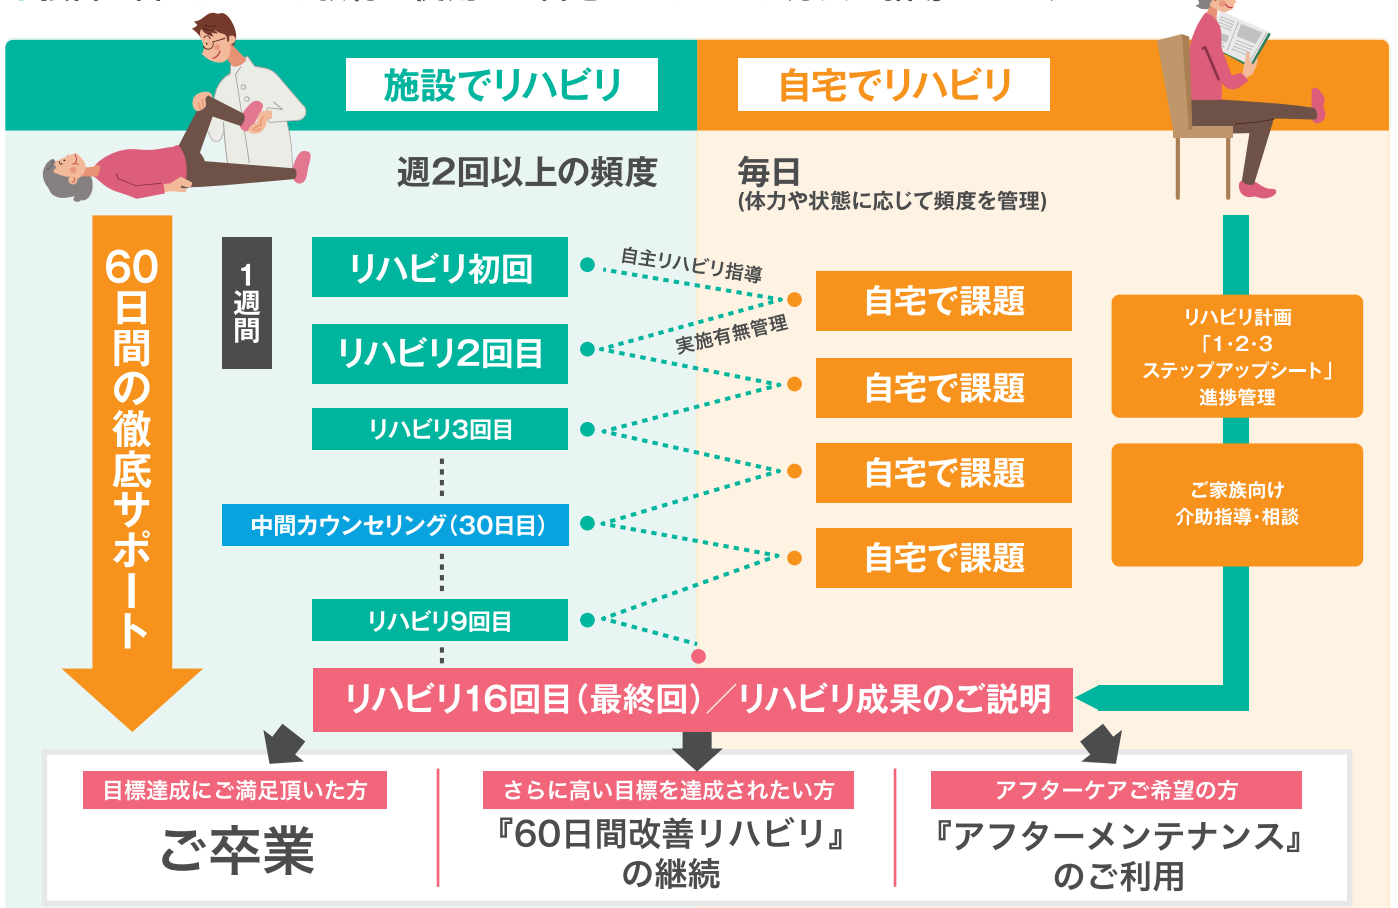 施設でリハビリ
自宅でリハビリ
週2回以上の頻度
毎日
(体力や状態に応じて頻度を管理)
60日間の徹底サポート
1週間
リハビリ初回
自主リハビリ指導
自宅で課題
実施有無管理
リハビリ2回目
自宅で課題
リハビリ3回目
自宅で課題
中間カウンセリング(30日目)
自宅で課題
リハビリ9回目
リハビリ計画
「1・2・3
ステップアップシート」
進捗管理
ご家族向け
介助指導・相談
リハビリ16回目(最終回)／リハビリ成果のご説明
目標達成にご満足頂いた方
ご卒業
さらに高い目標を達成されたい方
『60日間改善リハビリ』
の継続
アフターケアご希望の方
『アフターメンテナンス』
のご利用